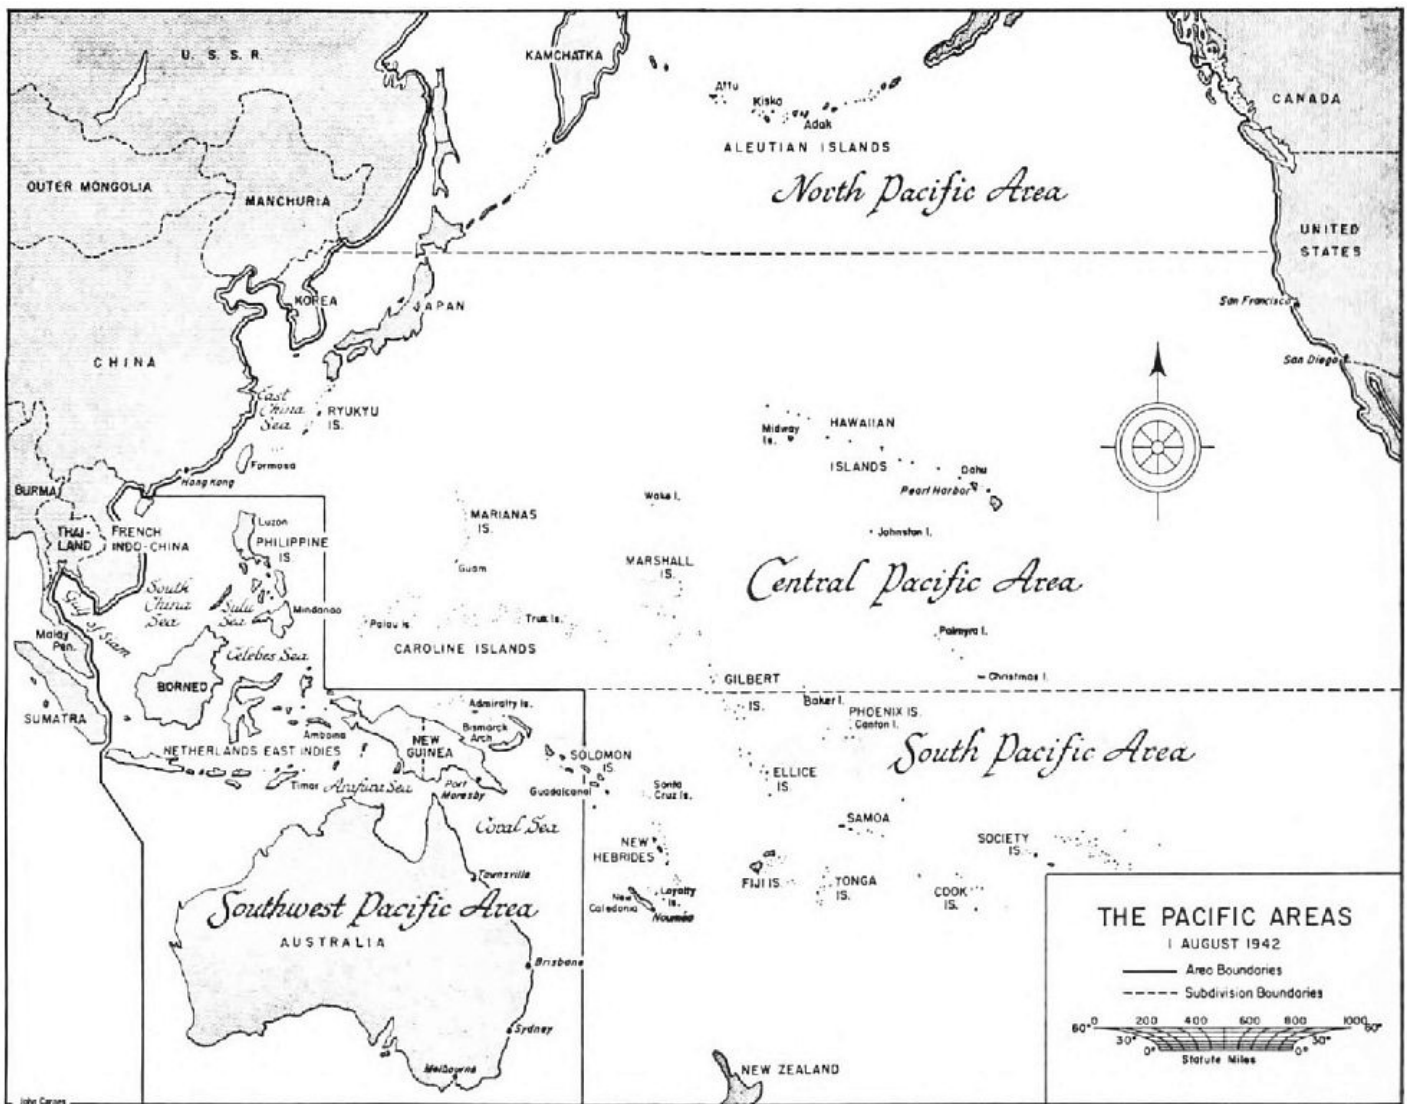 U. S. S. R.
KAMCHATKA
Attu
Kiska
Adak
ALEUTIAN ISLANDS
CANADA
North Pacific Area
OUTER MONGOLIA
MANCHURIA
UNITED
STATES
KOREA
JAPAN
San Francisco
San Diego
CHINA
East
China
Sea
RYUKYU
IS.
Midway
Is.
HAWAIIAN
ISLANDS
Formosa
Hong Kong
Oahu
Pearl Harbor
BURMA
Wake I.
MARIANAS
IS.
Luzon
PHILIPPINE
IS.
THAI-
LAND
FRENCH
INDO-CHINA
Johnston I.
Guam
MARSHALL
IS.
Central Pacific Area
South
China
Sea
Sulu
Sea
Mindanao
Gulf of Siam
Malay
Pen.
Palau Is.
Truk Is.
CAROLINE ISLANDS
Palmyra I.
Celebes Sea
Christmas I.
BORNEO
GILBERT
IS.
Baker I.
PHOENIX IS.
Canton I.
SUMATRA
Admiralty Is.
Bismarck
Arch
Amboina
NEW
GUINEA
NETHERLANDS EAST INDIES
SOLOMON
IS.
South Pacific Area
Timor
Arafura Sea
Port
Moresby
Guadalcanal
Santa
Cruz Is.
ELLICE
IS
Coral Sea
SAMOA
NEW
HEBRIDES
SOCIETY
IS.
Townsville
FIJI IS.
TONGA
IS.
COOK
IS.
New
Caledonia
Loyalty
Is.
Nouméa
Southwest Pacific Area
AUSTRALIA
Brisbane
Sydney
Melbourne
NEW ZEALAND
THE PACIFIC AREAS
1 AUGUST 1942
Area Boundaries
Subdivision Boundaries
0 200 400 600 800 1000
60° 60°
30° 30°
0° 0°
Statute Miles